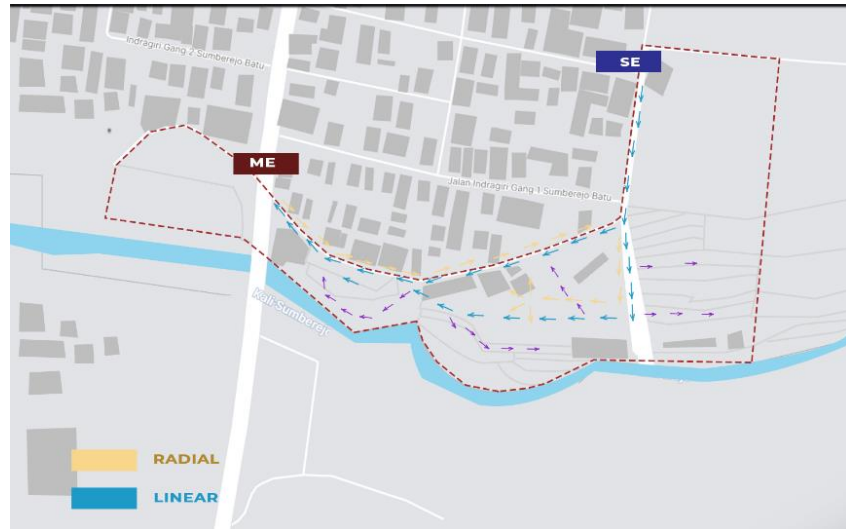 Indragiri Gang 2 Sumberejo Batu
SE
ME
Jalan Indragiri Gang 1 Sumberejo Batu
Kali Sumberejo
RADIAL
LINEAR